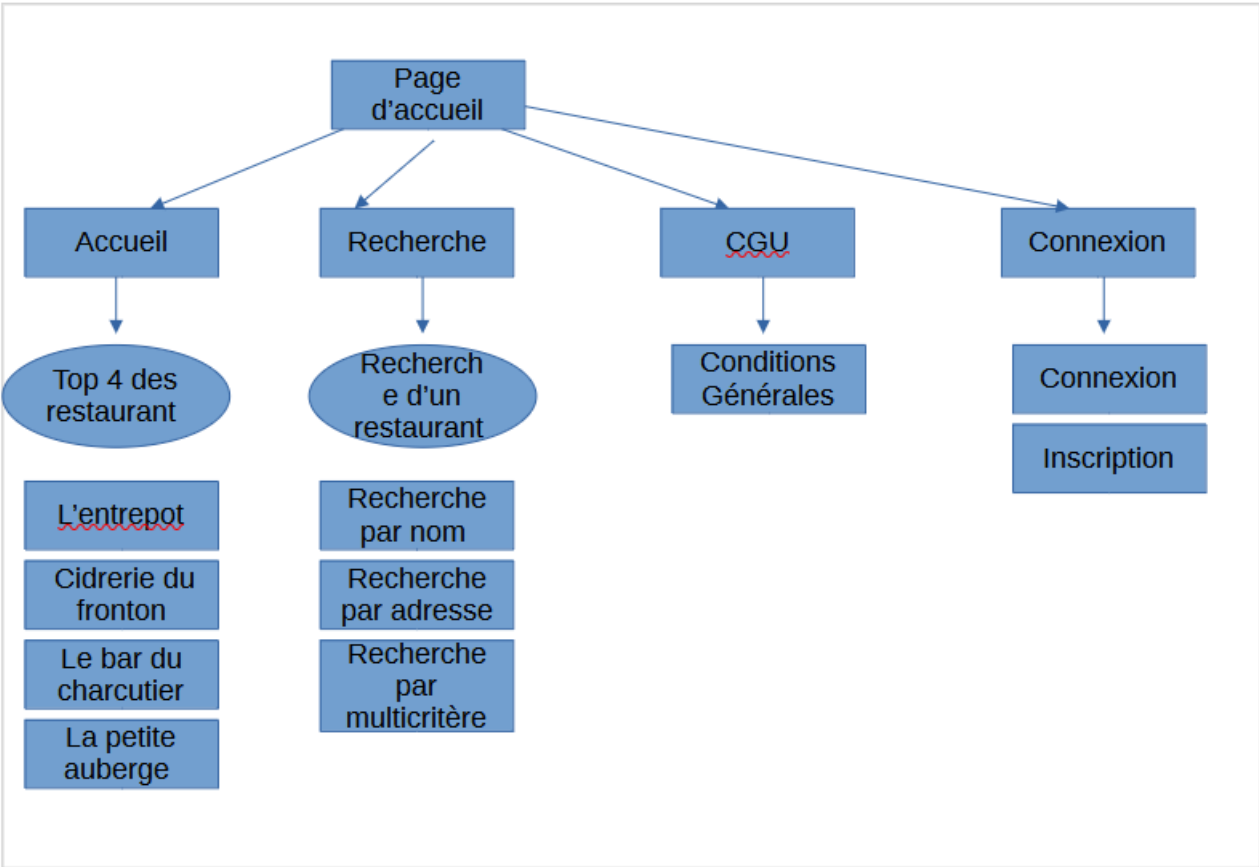 Page
d’accueil
Accueil
Recherche
CGU
Connexion
Top 4 des
restaurant
Recherch
e d’un
restaurant
Conditions
Générales
Connexion
Inscription
L’entrepot
Cidrerie du
fronton
Le bar du
charcutier
La petite
auberge
Recherche
par nom
Recherche
par adresse
Recherche
par
multicritère